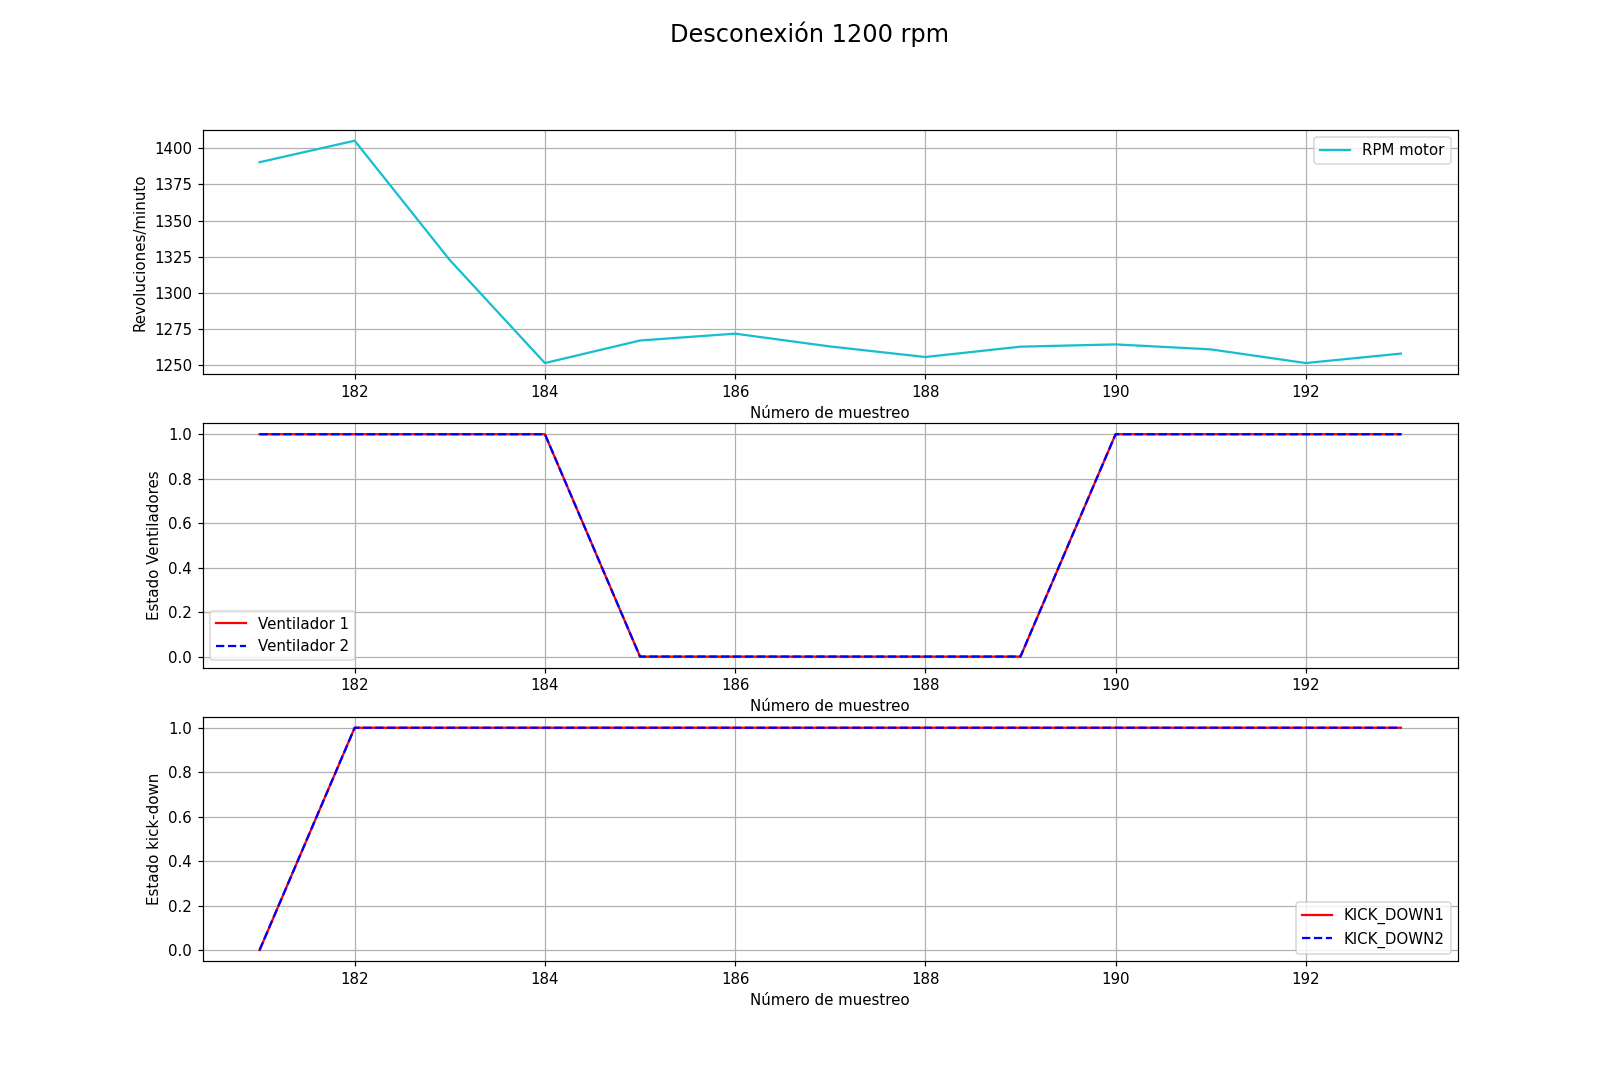 Desconexión 1200 rpm
Revoluciones/minuto
1400
1375
1350
1325
1300
1275
1250
RPM motor
182 184 186 188 190 192
Número de muestreo
Estado Ventiladores
1.0
0.8
0.6
0.4
0.2
0.0
Ventilador 1
Ventilador 2
182 184 186 188 190 192
Número de muestreo
Estado kick-down
1.0
0.8
0.6
0.4
0.2
0.0
KICK_DOWN1
KICK_DOWN2
182 184 186 188 190 192
Número de muestreo